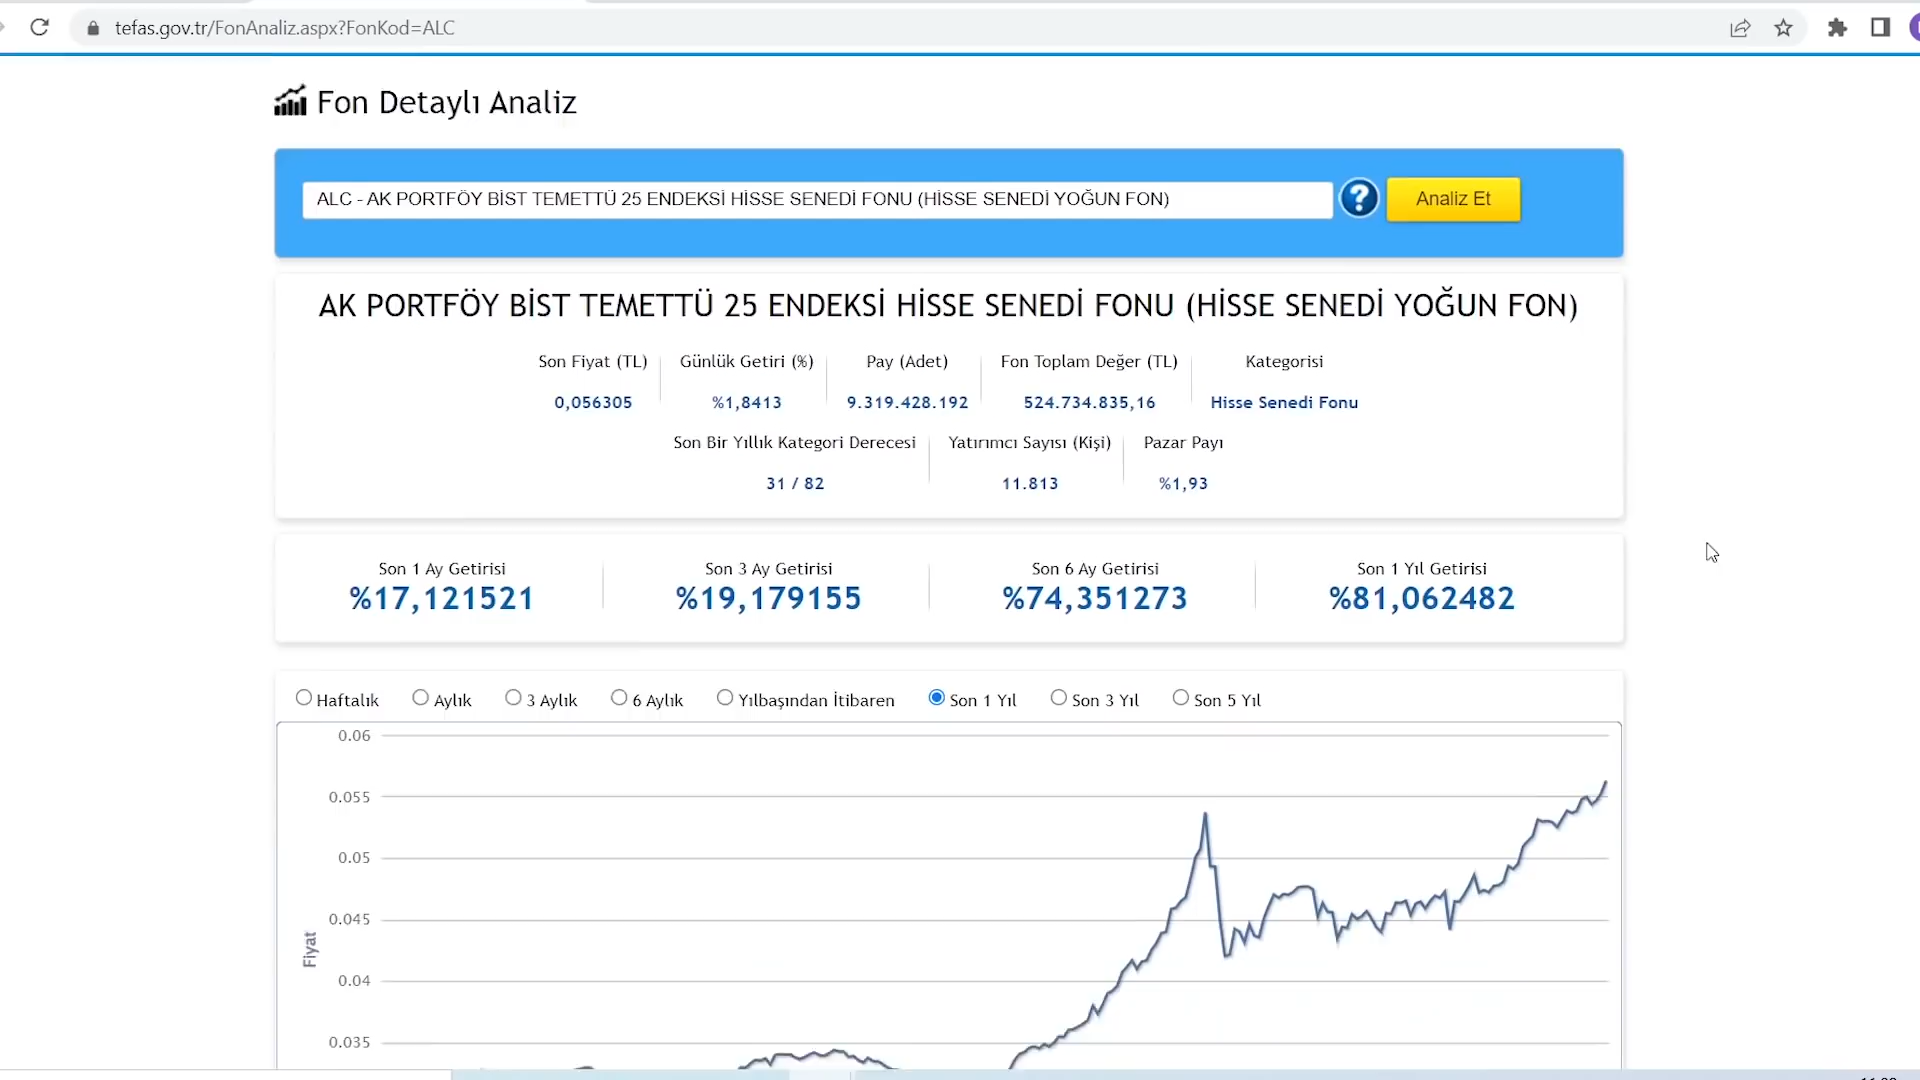 tefas.gov.tr/FonAnaliz.aspx?FonKod=ALC
Fon Detaylı Analiz
ALC - AK PORTFÖY BİST TEMETTÜ 25 ENDEKSİ HİSSE SENEDİ FONU (HİSSE SENEDİ YOĞUN FON)
?
Analiz Et
AK PORTFÖY BİST TEMETTÜ 25 ENDEKSİ HİSSE SENEDİ FONU (HİSSE SENEDİ YOĞUN FON)
Son Fiyat (TL) Günlük Getiri (%) Pay (Adet) Fon Toplam Değer (TL) Kategorisi
0,056305 %1,8413 9.319.428.192 524.734.835,16 Hisse Senedi Fonu
Son Bir Yıllık Kategori Derecesi Yatırımcı Sayısı (Kişi) Pazar Payı
31 / 82 11.813 %1,93
Son 1 Ay Getirisi Son 3 Ay Getirisi Son 6 Ay Getirisi Son 1 Yıl Getirisi
%17,121521 %19,179155 %74,351273 %81,062482
Haftalık Aylık 3 Aylık 6 Aylık Yılbaşından İtibaren Son 1 Yıl Son 3 Yıl Son 5 Yıl
0.06
0.055
0.05
0.045
Fiyat
0.04
0.035